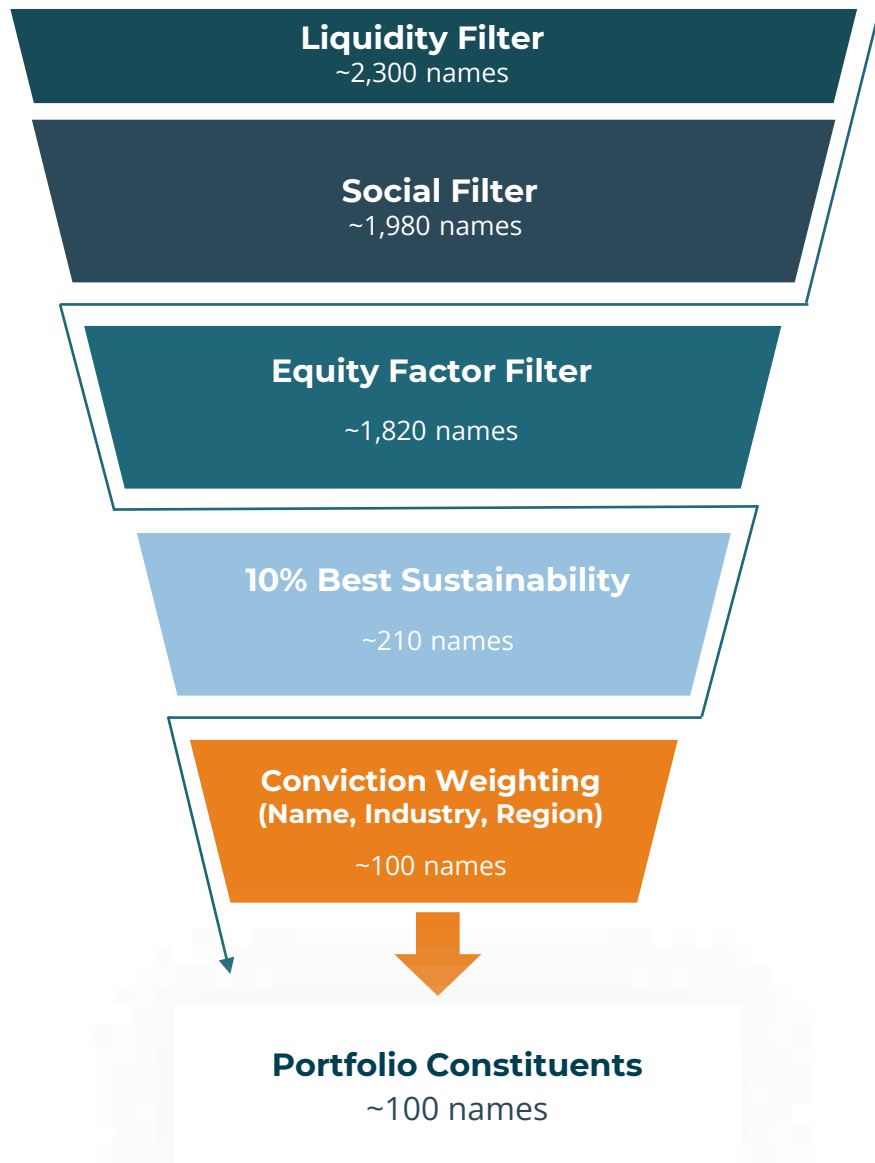 Liquidity Filter
~2,300 names
Social Filter
~1,980 names
Equity Factor Filter
~1,820 names
10% Best Sustainability
~210 names
Conviction Weighting
(Name, Industry, Region)
~100 names
Portfolio Constituents
~100 names